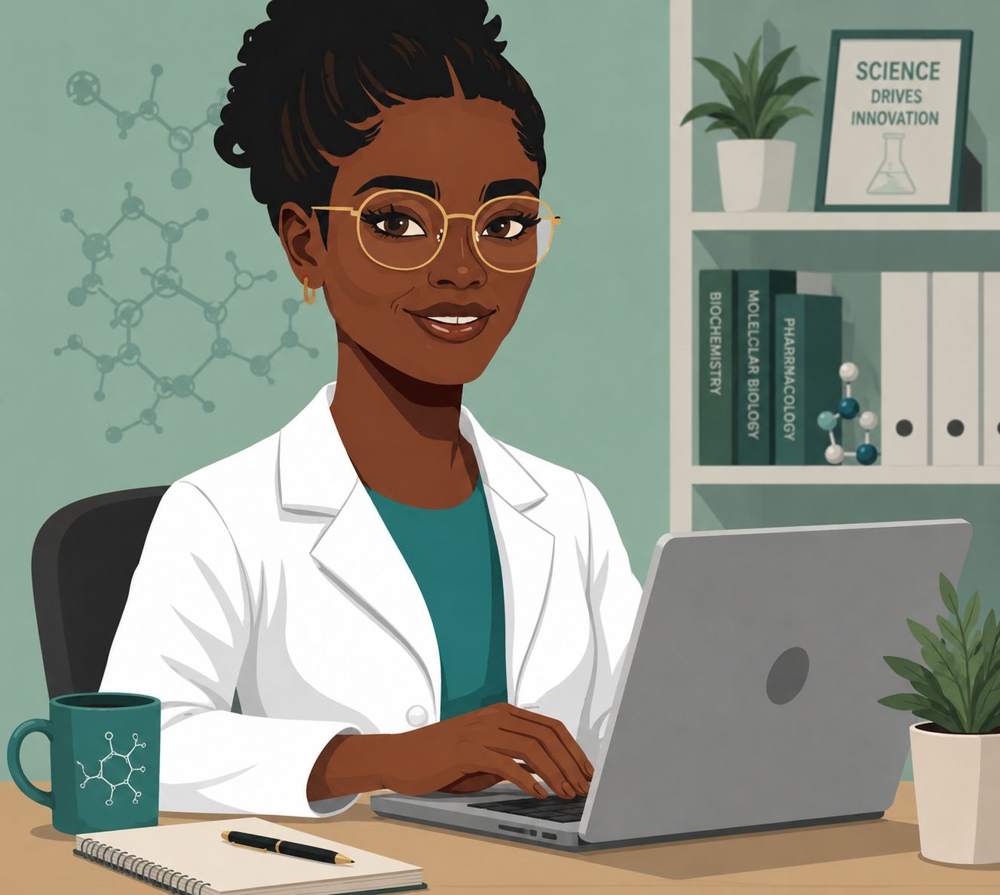 SCIENCE
DRIVES
INNOVATION
BIOCHEMISTRY
MOLELCLAR BIOLOGY
PHARMACOLOGY